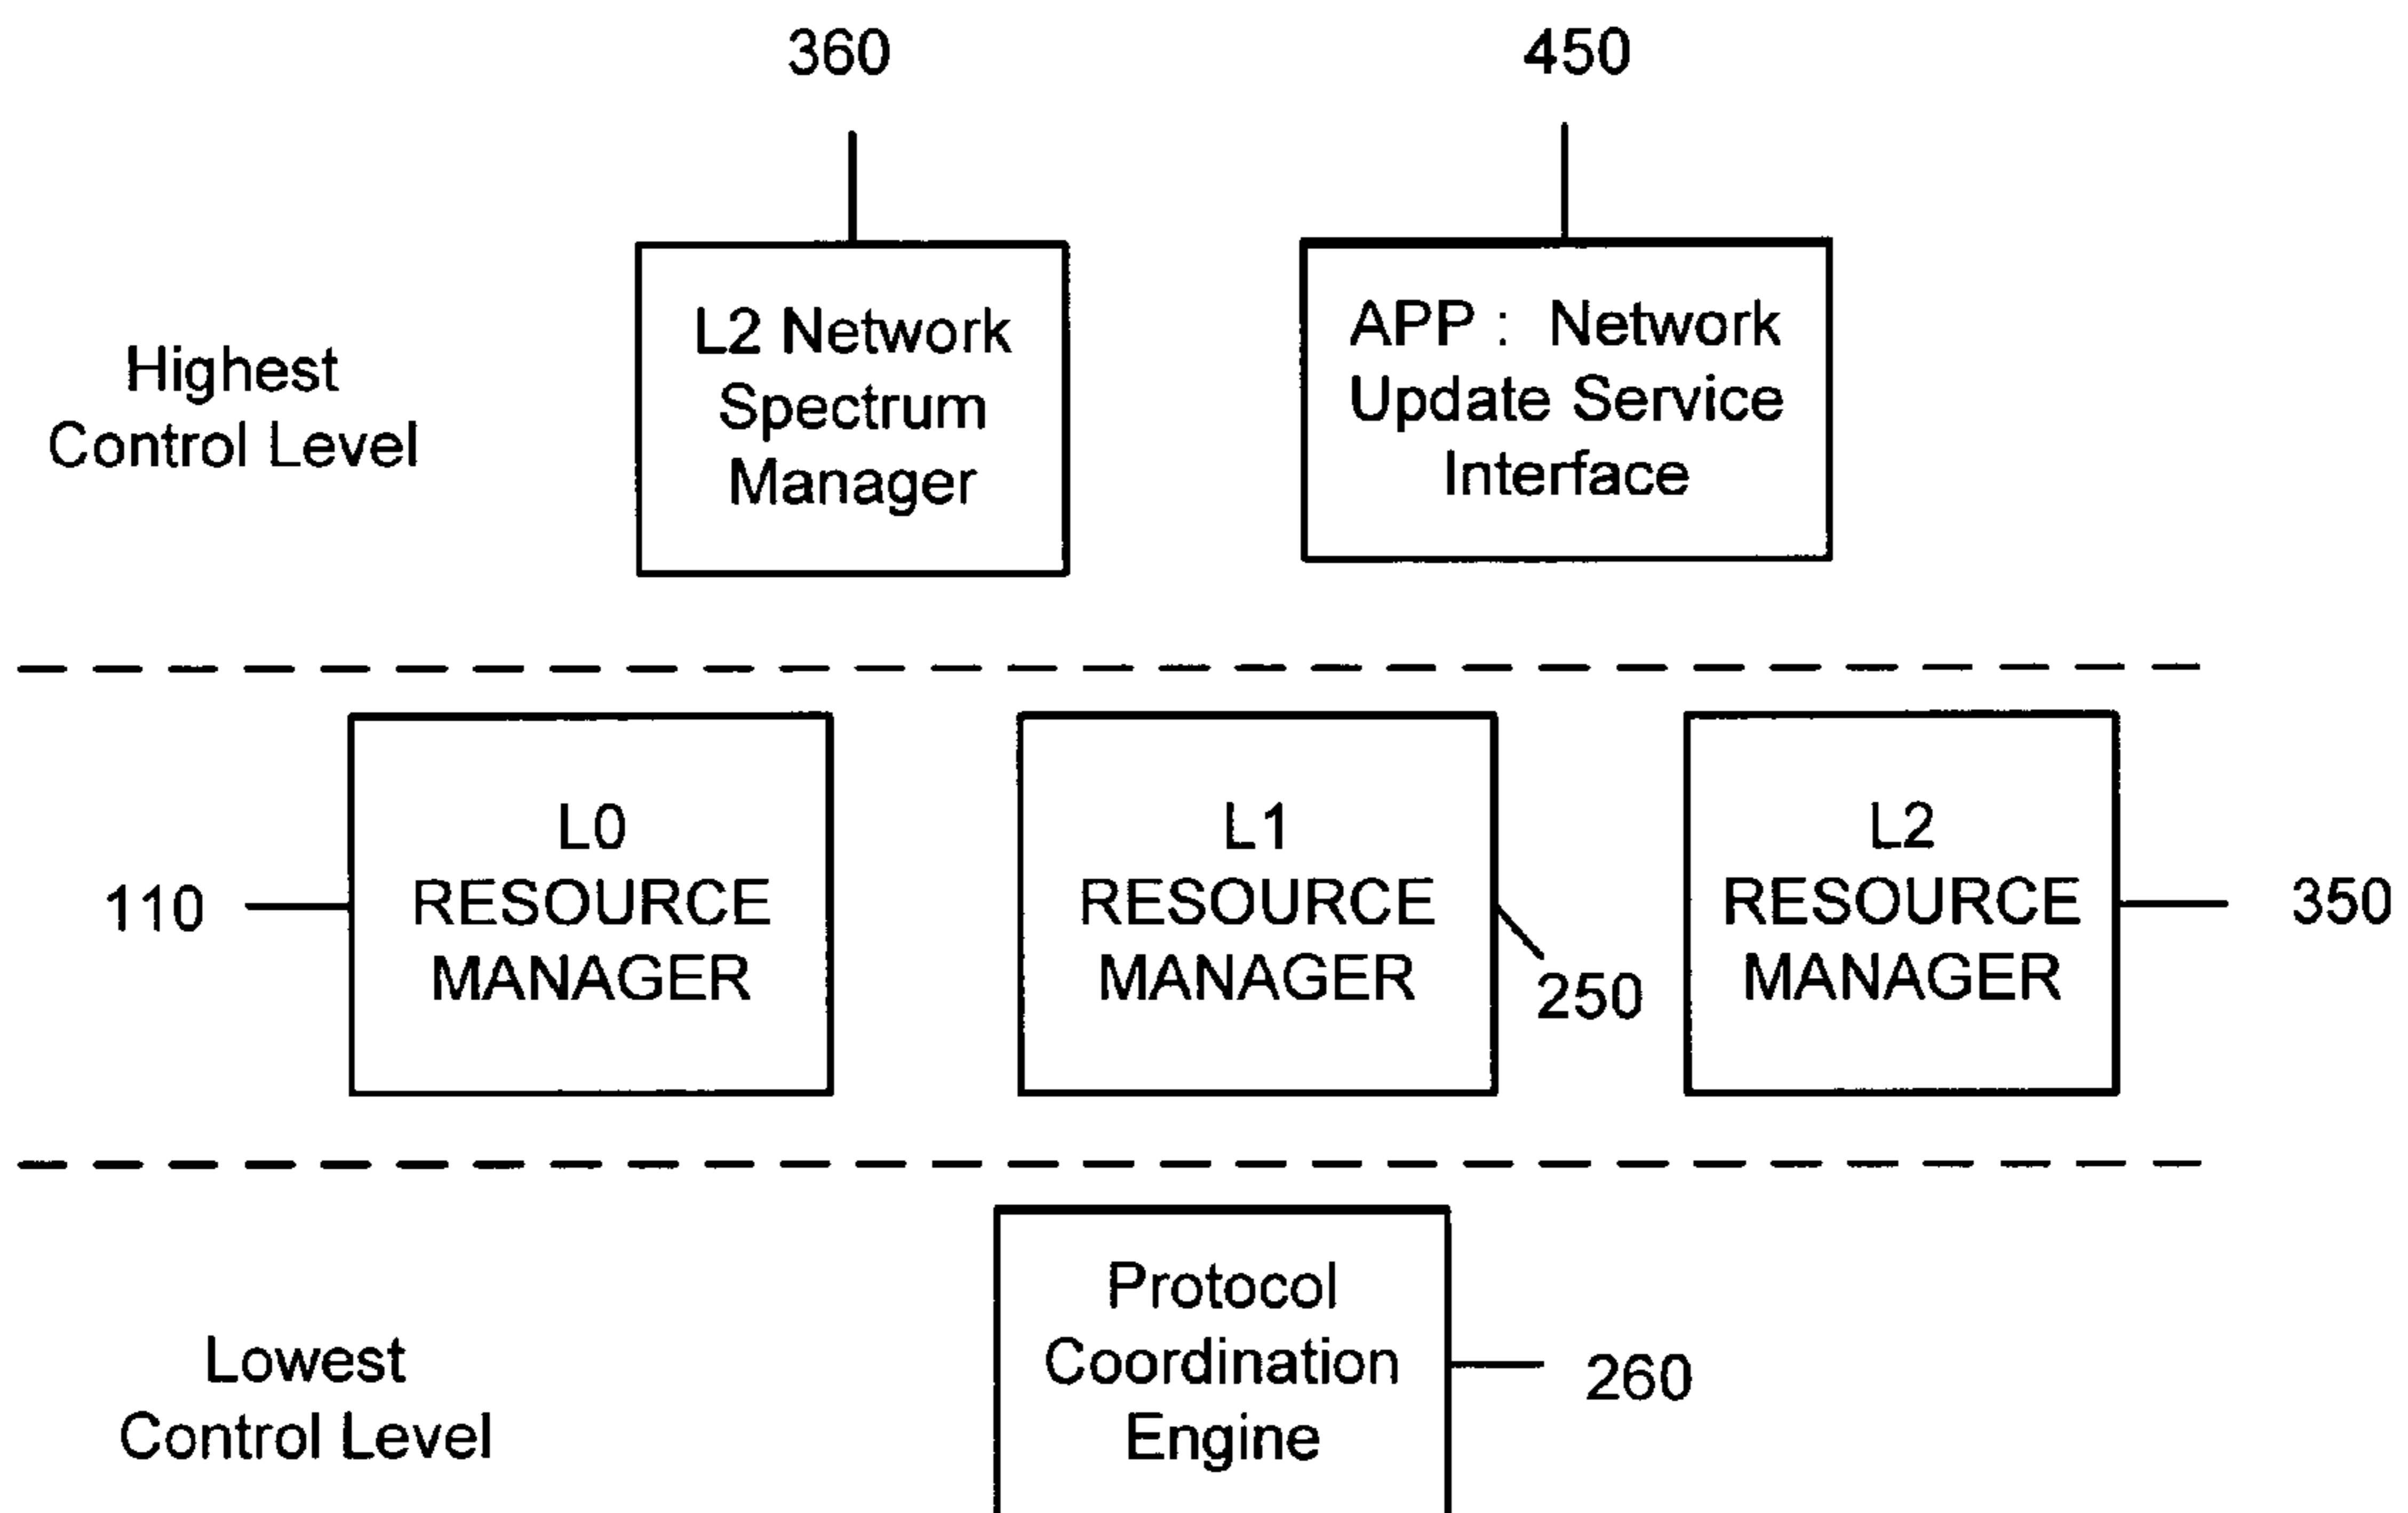 360
450
Highest
Control Level
L2 Network
Spectrum
Manager
APP : Network
Update Service
Interface
110
L0
RESOURCE
MANAGER
L1
RESOURCE
MANAGER
250
L2
RESOURCE
MANAGER
350
Lowest
Control Level
Protocol
Coordination
Engine
260